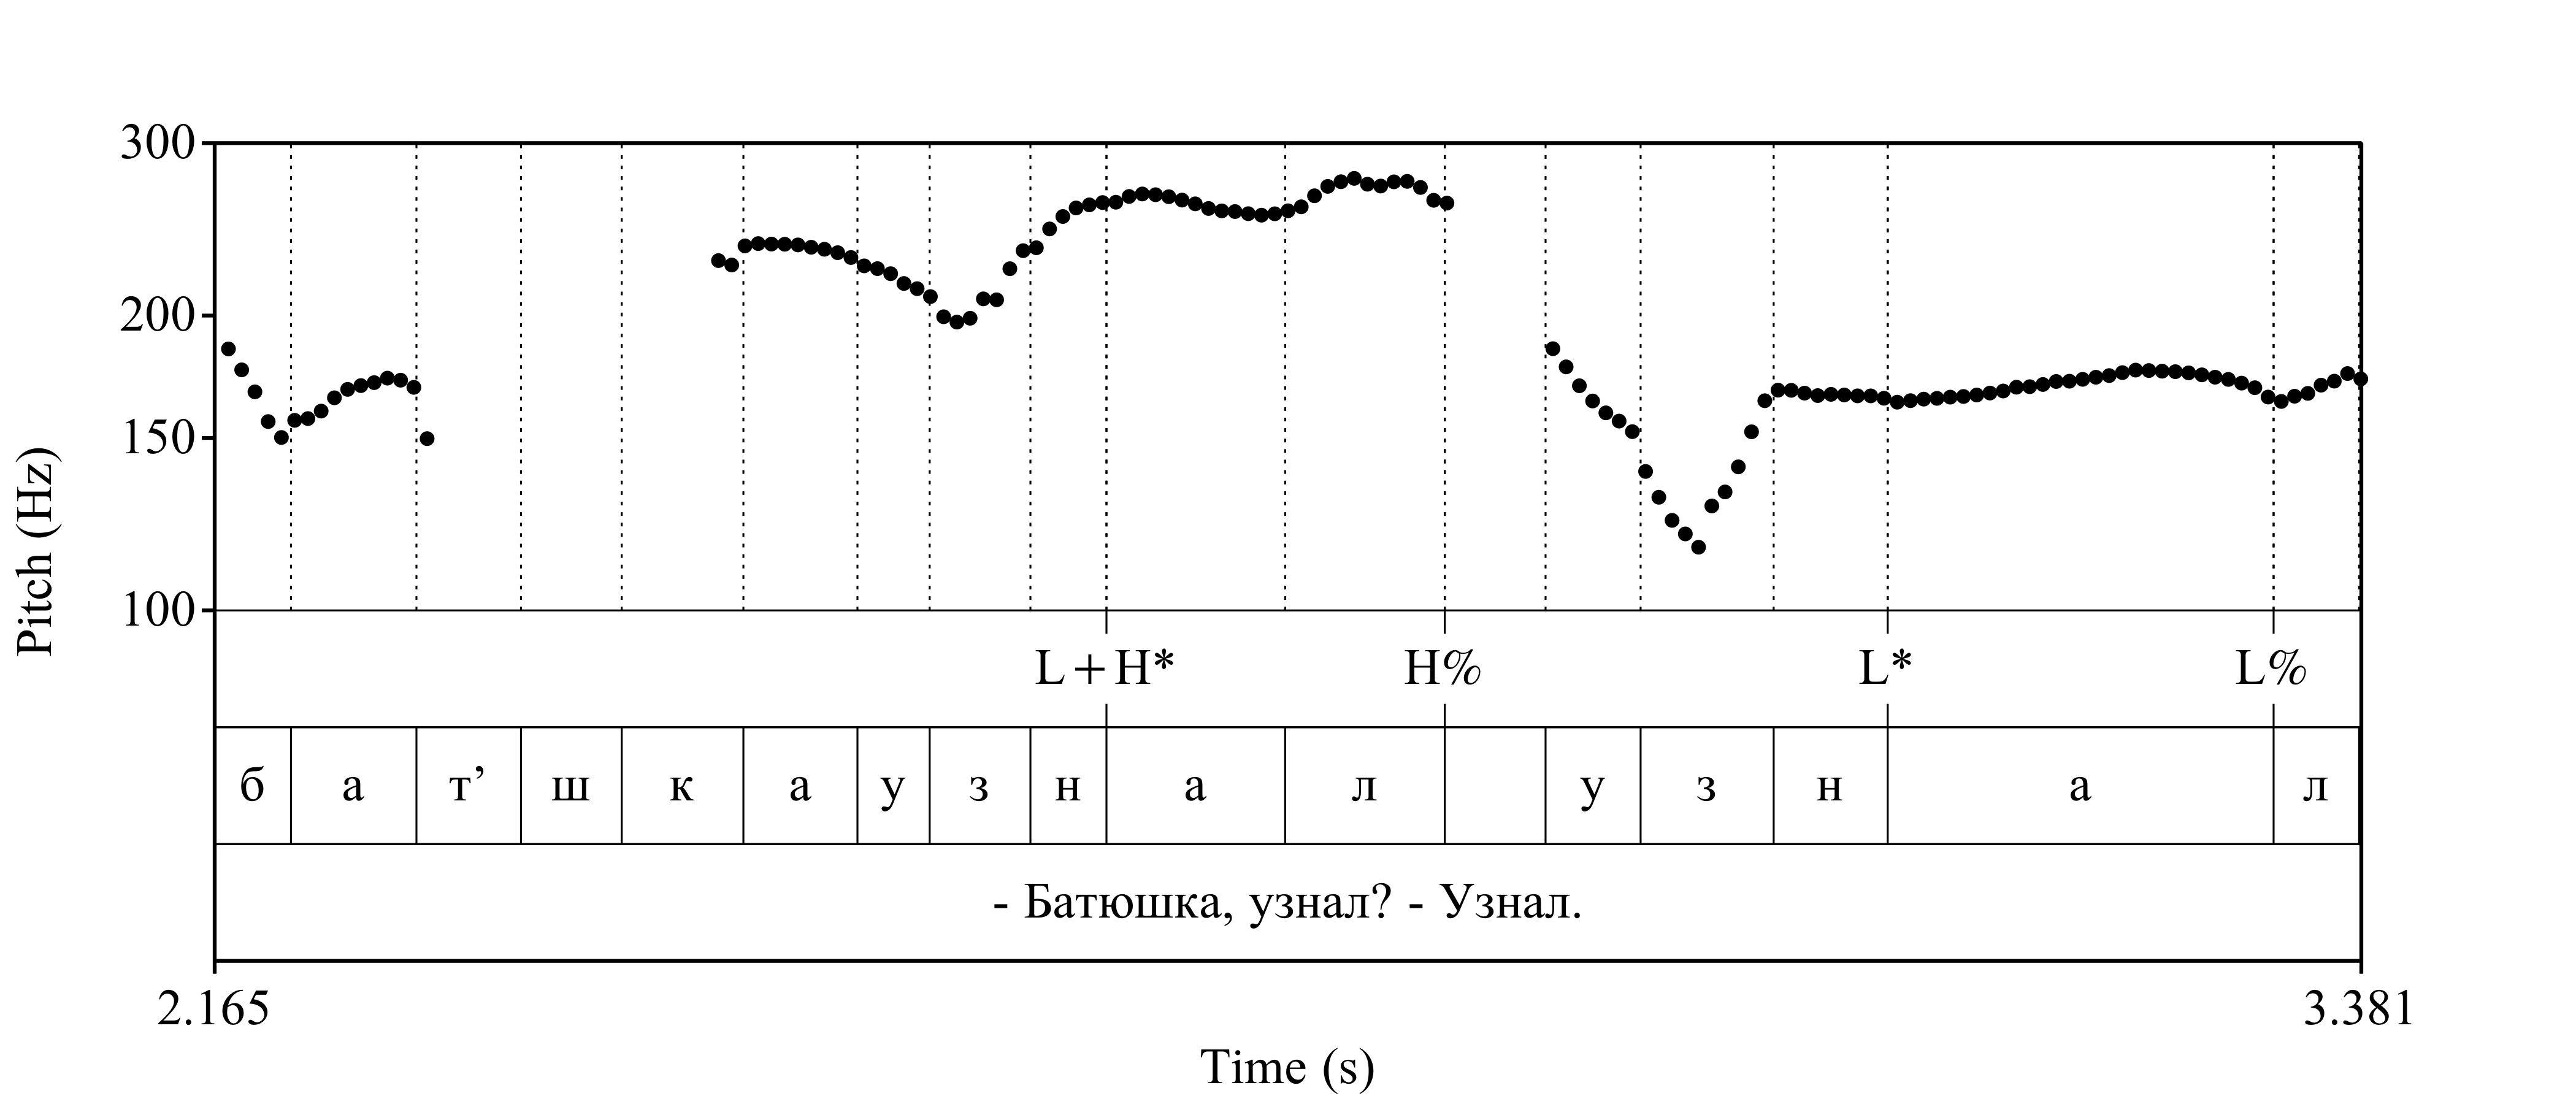 300
200
150
100
Pitch (Hz)
L+H* H% L* L%
б а т’ ш к а у з н а л у з н а л
- Батюшка, узнал? - Узнал.
2.165 3.381
Time (s)